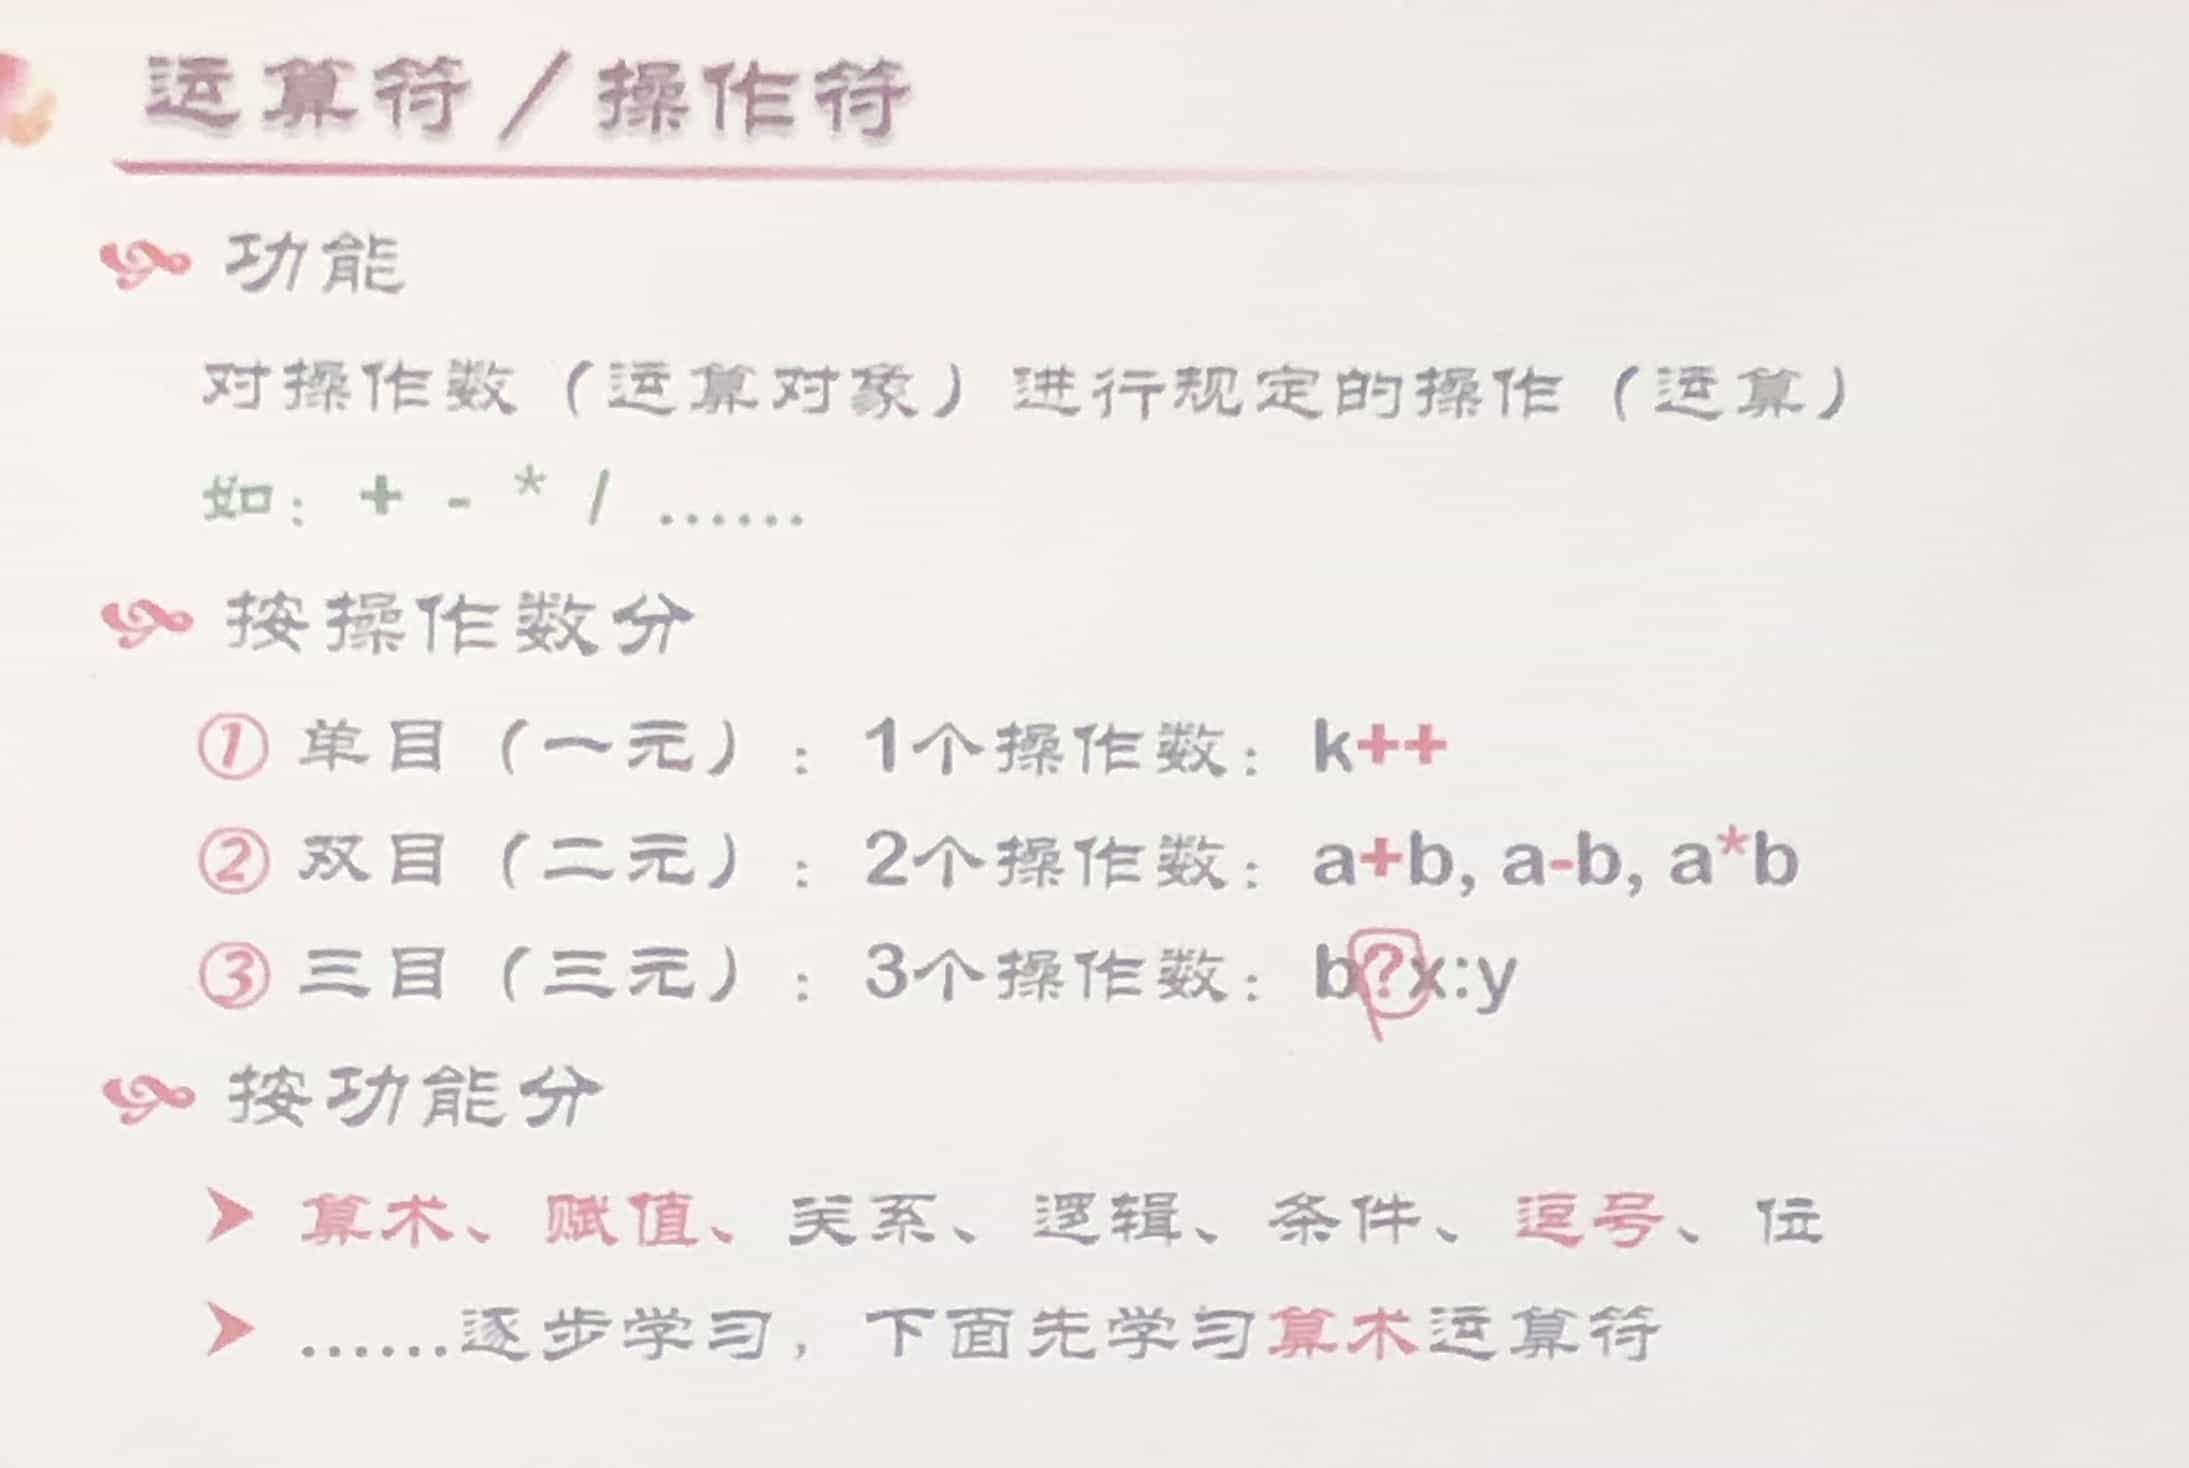 运算符/操作符
功能
对操作数（运算对象）进行规定的操作（运算）
如：+ - * / ……
按操作数分
① 单目（一元）：1个操作数：k++
② 双目（二元）：2个操作数：a+b, a-b, a*b
③ 三目（三元）：3个操作数：b?x:y
按功能分
算术、赋值、关系、逻辑、条件、逗号、位
……逐步学习，下面先学习算术运算符